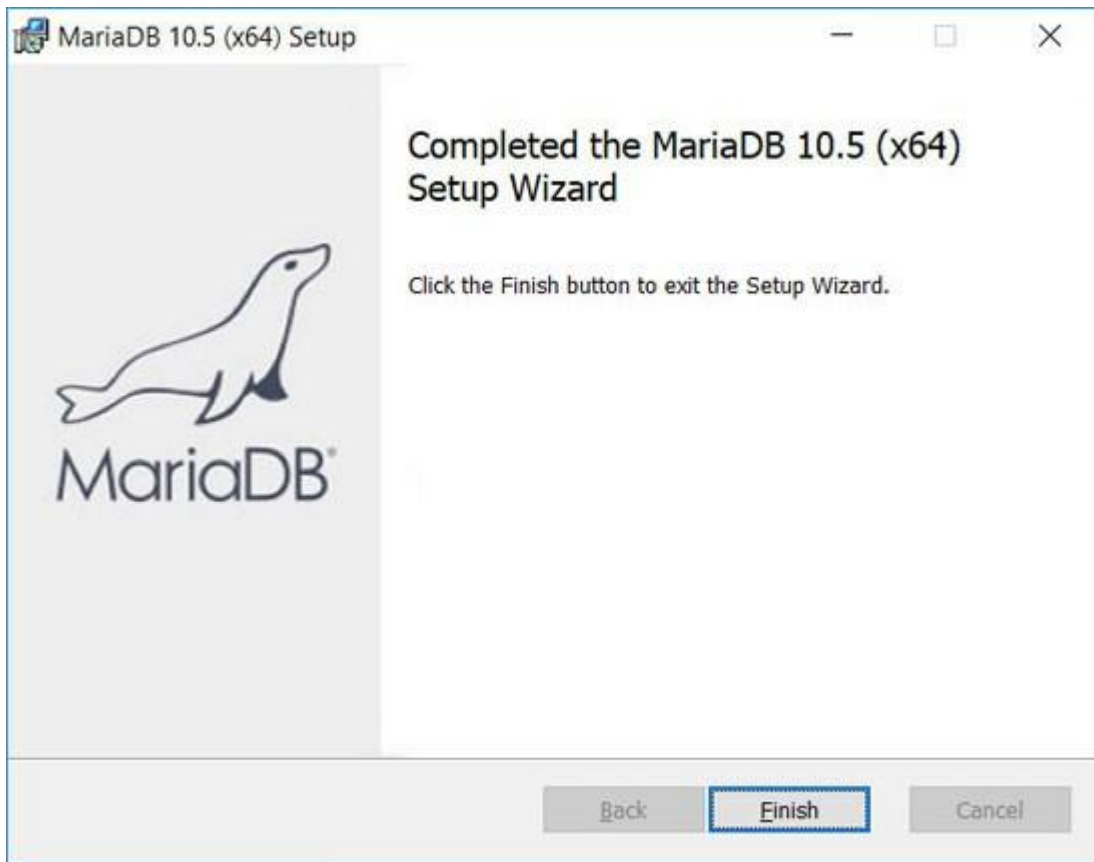 MariaDB 10.5 (x64) Setup
Completed the MariaDB 10.5 (x64)
Setup Wizard
Click the Finish button to exit the Setup Wizard.
MariaDB®
Back
Finish
Cancel